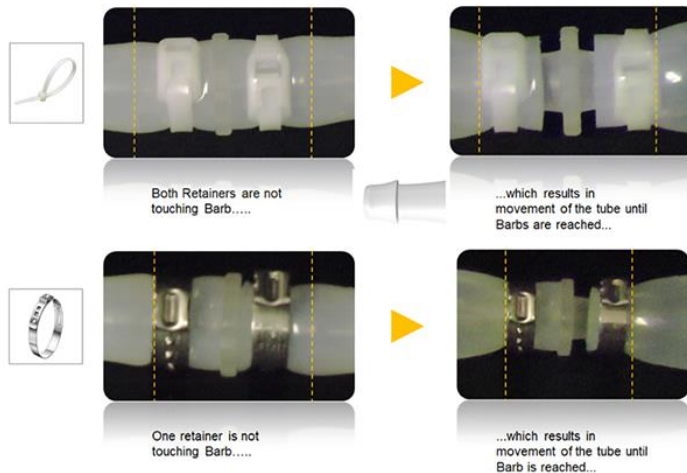 Both Retainers are not
touching Barb.....
...which results in
movement of the tube until
Barbs are reached...
One retainer is not
touching Barb.....
...which results in
movement of the tube until
Barb is reached...